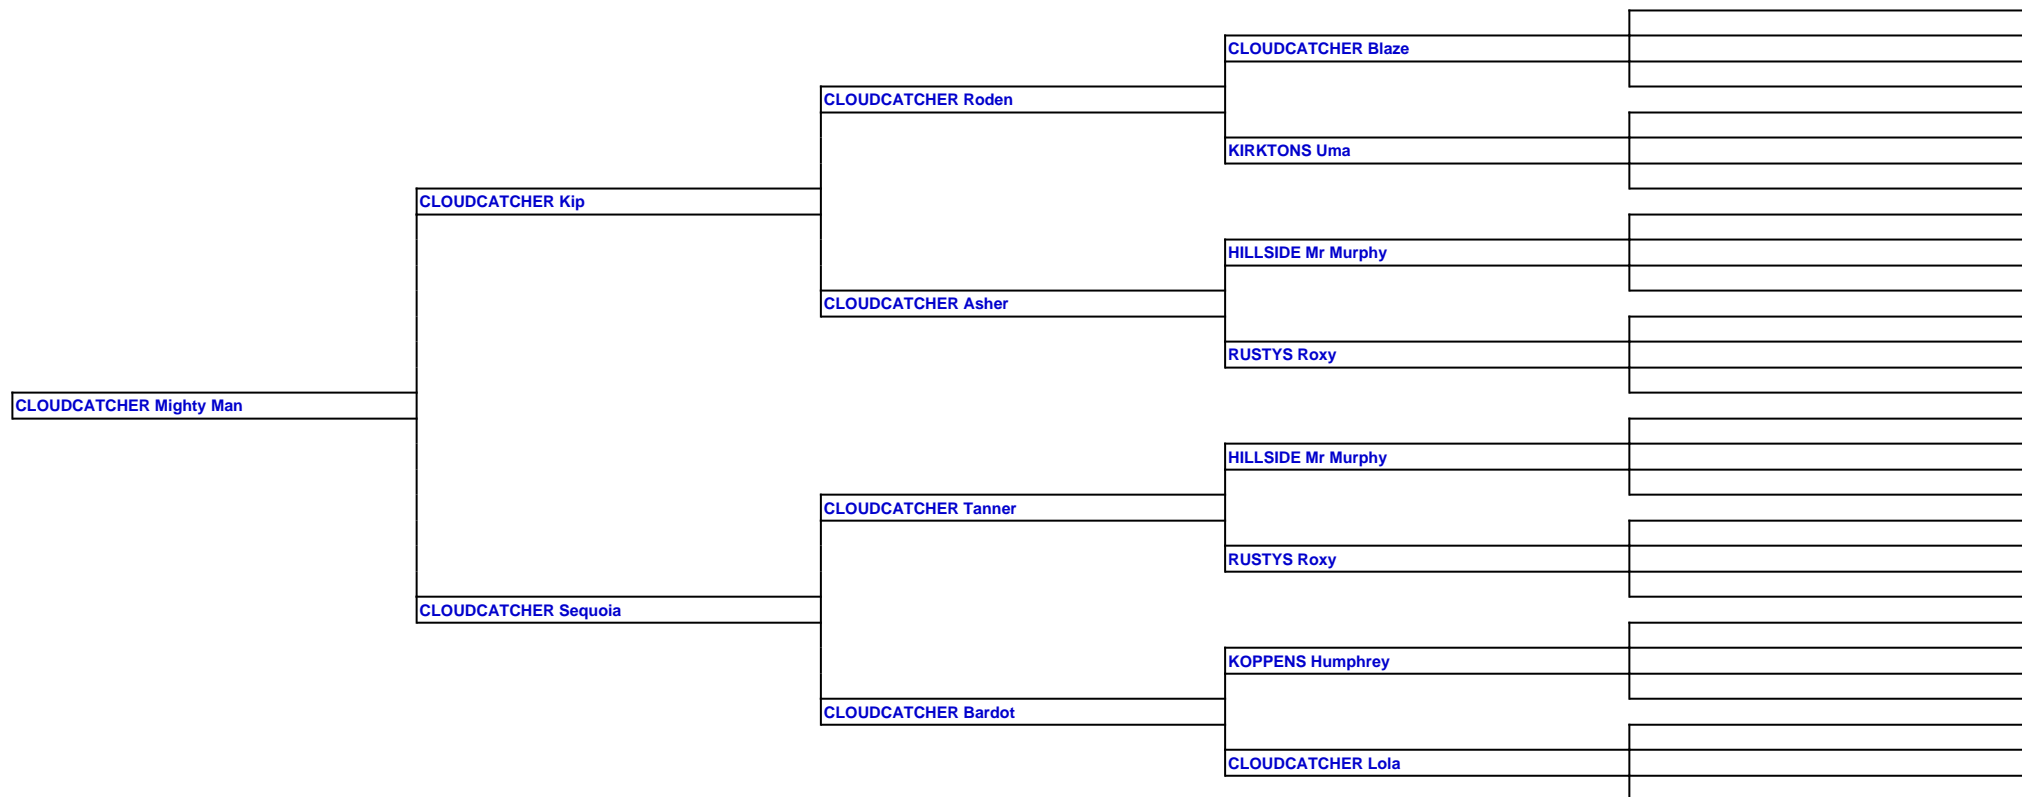 CLOUDCATCHER Blaze
CLOUDCATCHER Roden
KIRKTONS Uma
CLOUDCATCHER Kip
HILLSIDE Mr Murphy
CLOUDCATCHER Asher
RUSTYS Roxy
CLOUDCATCHER Mighty Man
HILLSIDE Mr Murphy
CLOUDCATCHER Tanner
RUSTYS Roxy
CLOUDCATCHER Sequoia
KOPPENS Humphrey
CLOUDCATCHER Bardot
CLOUDCATCHER Lola